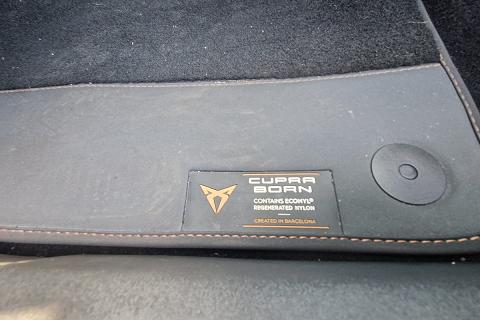 CUPRA
BORN
CONTAINS ECONYL®
REGENERATED NYLON
CREATED IN BARCELONA